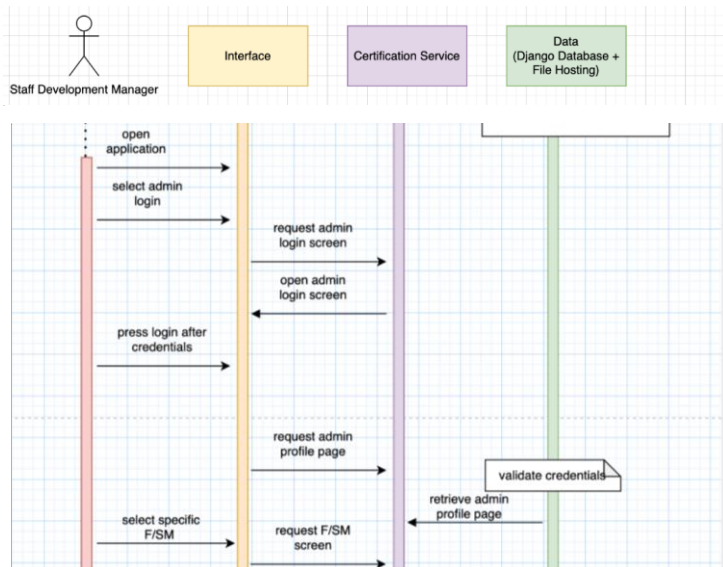 Staff Development Manager
Interface
Certification Service
Data
(Django Database +
File Hosting)
open
application
select admin
login
request admin
login screen
open admin
login screen
press login after
credentials
request admin
profile page
validate credentials
retrieve admin
profile page
select specific
F/SM
request F/SM
screen